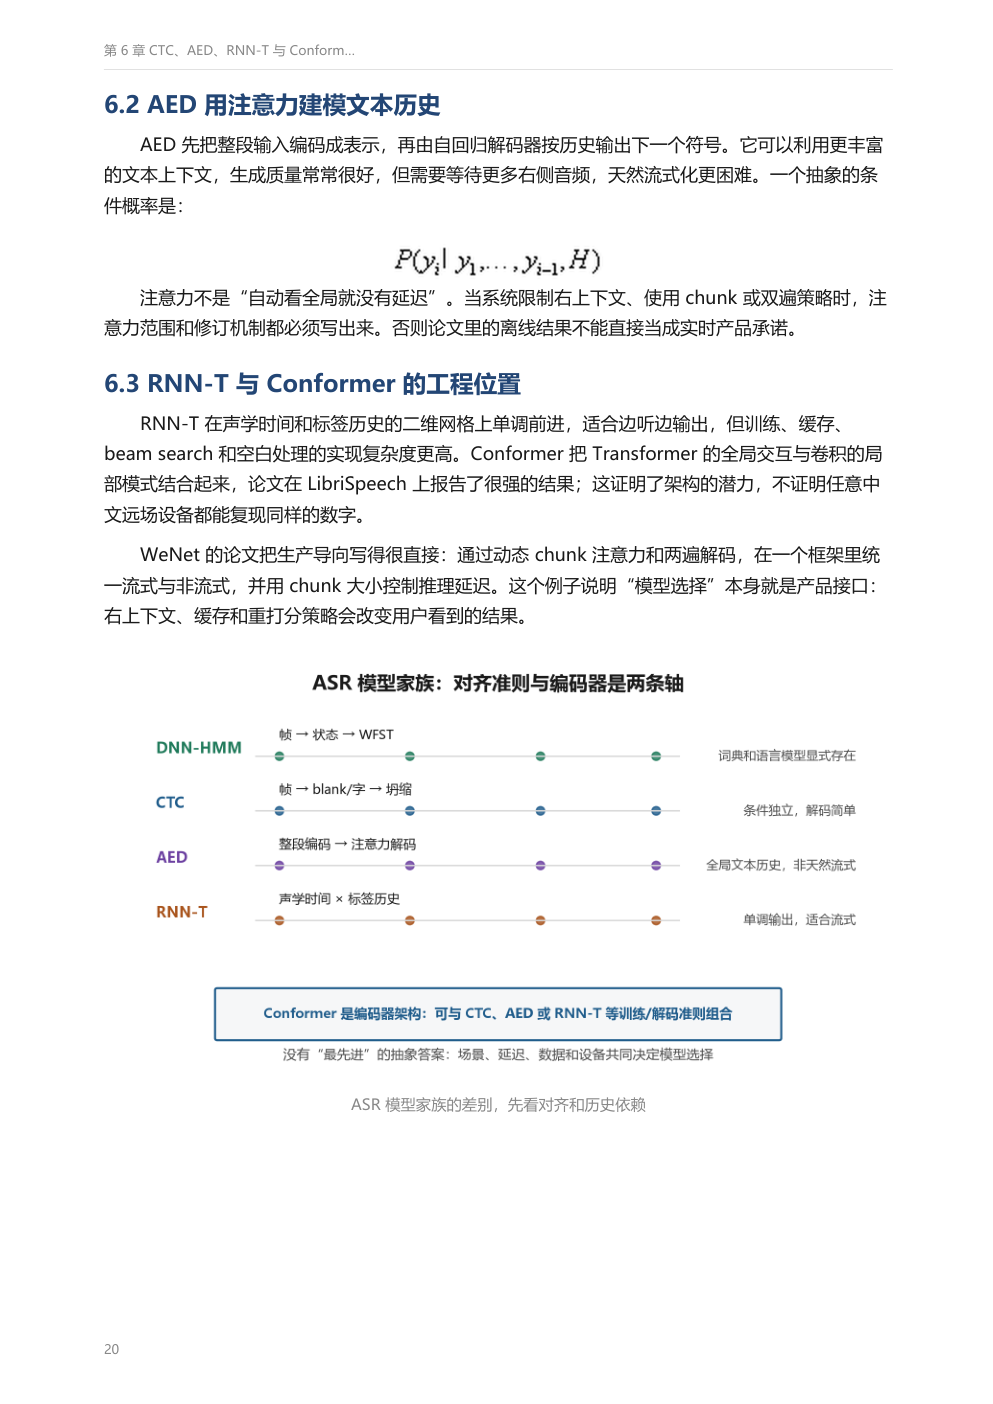 第 6 章 CTC、AED、RNN-T 与 Conform...
6.2 AED 用注意力建模文本历史
AED 先把整段输入编码成表示，再由自回归解码器按历史输出下一个符号。它可以利用更丰富
的文本上下文，生成质量常常很好，但需要等待更多右侧音频，天然流式化更困难。一个抽象的条
件概率是：
P(y_i | y_1,...,y_{i-1},H)
注意力不是“自动看全局就没有延迟”。当系统限制右上下文、使用 chunk 或双遍策略时，注
意力范围和修订机制都必须写出来。否则论文里的离线结果不能直接当成实时产品承诺。
6.3 RNN-T 与 Conformer 的工程位置
RNN-T 在声学时间和标签历史的二维网格上单调前进，适合边听边输出，但训练、缓存、
beam search 和空白处理的实现复杂度更高。Conformer 把 Transformer 的全局交互与卷积的局
部模式结合起来，论文在 LibriSpeech 上报告了很强的结果；这证明了架构的潜力，不证明任意中
文远场设备都能复现同样的数字。
WeNet 的论文把生产导向写得很直接：通过动态 chunk 注意力和两遍解码，在一个框架里统
一流式与非流式，并用 chunk 大小控制推理延迟。这个例子说明“模型选择”本身就是产品接口：
右上下文、缓存和重打分策略会改变用户看到的结果。
ASR 模型家族：对齐准则与编码器是两条轴
帧 → 状态 → WFST
DNN-HMM
词典和语言模型显式存在
帧 → blank/字 → 坍缩
CTC
条件独立，解码简单
整段编码 → 注意力解码
AED
全局文本历史，非天然流式
声学时间 × 标签历史
RNN-T
单调输出，适合流式
Conformer 是编码器架构：可与 CTC、AED 或 RNN-T 等训练/解码准则组合
没有“最先进”的抽象答案：场景、延迟、数据和设备共同决定模型选择
ASR 模型家族的差别，先看对齐和历史依赖
20